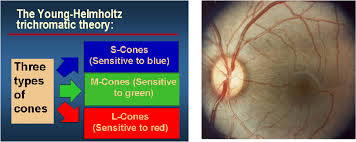 The Young-Helmholtz
trichromatic theory:
Three
types
of
cones
S-Cones
(Sensitive to blue)
M-Cones (Sensitive
to green)
L-Cones
(Sensitive to red)